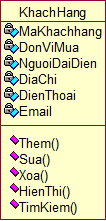 KhachHang
MaKhachhang
DonViMua
NguoiDaiDien
DiaChi
DienThoai
Email
Them()
Sua()
Xoa()
HienThi()
TimKiem()